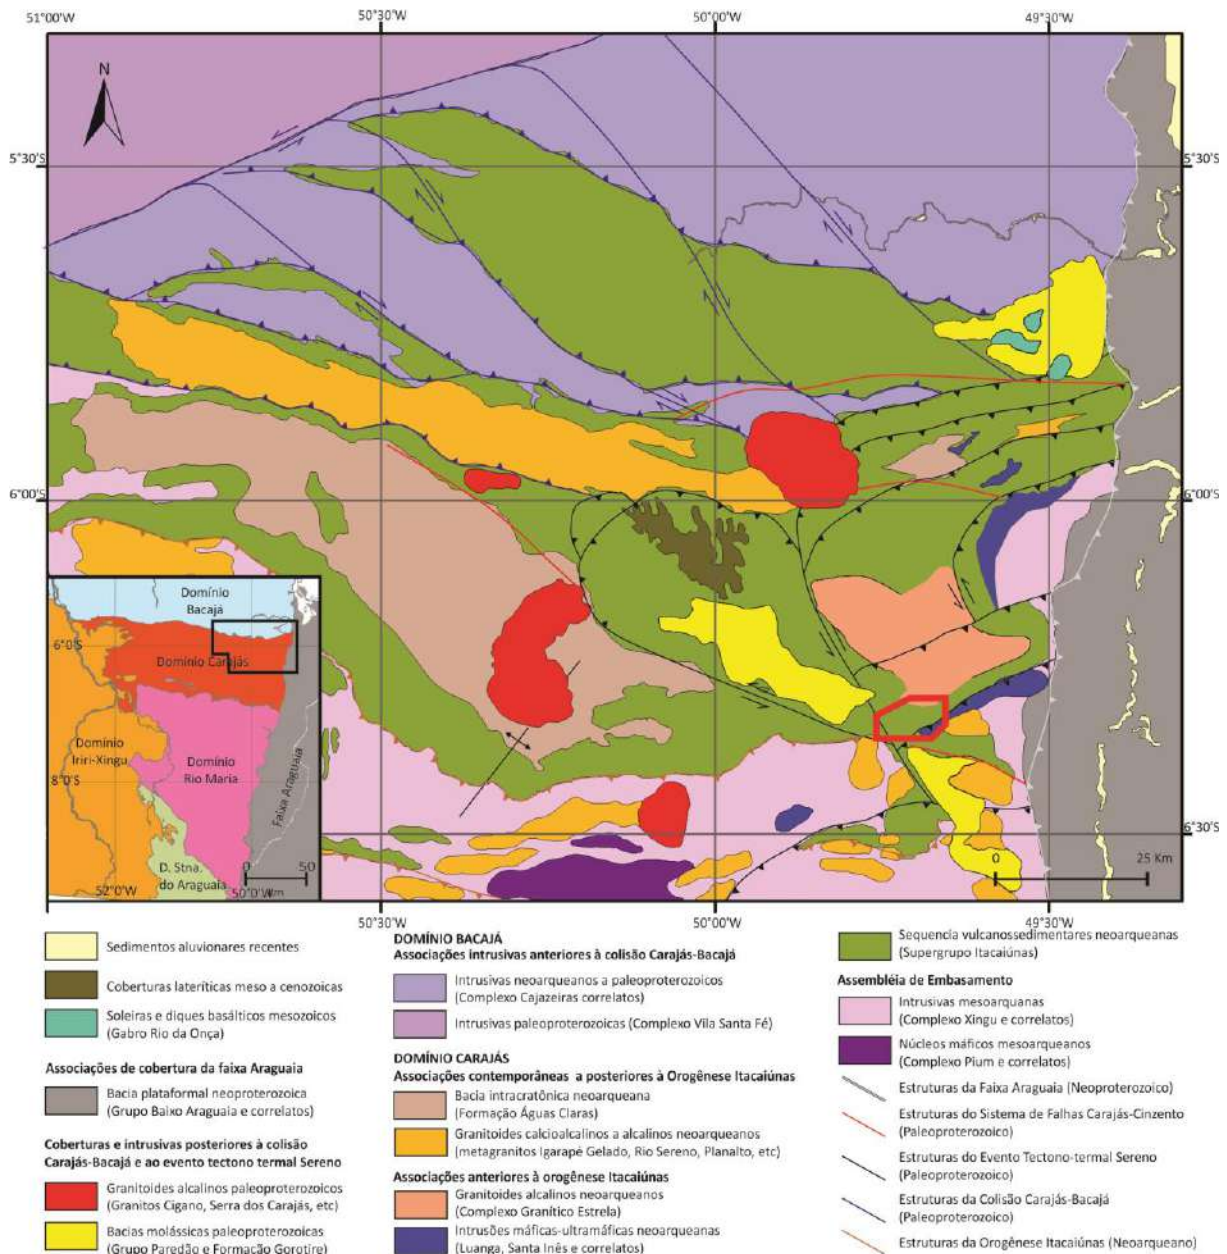 51°00'W
50°30'W
50°00'W
49°30'W
N
5°30'S
5°30'S
6°00'S
6°00'S
Domínio
Bacajá
6°0'S
Domínio Carajás
Domínio
Iriri-Xingu
Domínio
Rio Maria
Faixa Araguaia
8°0'S
D. Stna.
do Araguaia
52°0'W
50°0'W
0
50
Km
6°30'S
0
25 Km
51°00'W
50°30'W
50°00'W
49°30'W
Sedimentos aluvionares recentes
Coberturas lateríticas meso a cenozoicas
Soleiras e diques basálticos mesozoicos
(Gabro Rio da Onça)
Associações de cobertura da faixa Araguaia
Bacia plataformal neoproterozoica
(Grupo Baixo Araguaia e correlatos)
Coberturas e intrusivas posteriores à colisão
Carajás-Bacajá e ao evento tectono termal Sereno
Granitoides alcalinos paleoproterozoicos
(Granitos Cigano, Serra dos Carajás, etc)
Bacias molássicas paleoproterozoicas
(Grupo Paredão e Formação Gorotire)
DOMÍNIO BACAJÁ
Associações intrusivas anteriores à colisão Carajás-Bacajá
Intrusivas neoarqueanos a paleoproterozoicos
(Complexo Cajazeiras correlatos)
Intrusivas paleoproterozoicas (Complexo Vila Santa Fé)
DOMÍNIO CARAJÁS
Associações contemporâneas a posteriores à Orogênese Itacaiúnas
Bacia intracratônica neoarqueana
(Formação Águas Claras)
Granitoides calcioalcalinos a alcalinos neoarqueanos
(metagranitos Igarapé Gelado, Rio Sereno, Planalto, etc)
Associações anteriores à orogênese Itacaiúnas
Granitoides alcalinos neoarqueanos
(Complexo Granítico Estrela)
Intrusões máficas-ultramáficas neoarqueanas
(Luanga, Santa Inês e correlatos)
Sequencia vulcanossedimentares neoarqueanas
(Supergrupo Itacaiúnas)
Assembléia de Embasamento
Intrusivas mesoarquanas
(Complexo Xingu e correlatos)
Núcleos máficos mesoarqueanos
(Complexo Pium e correlatos)
Estruturas da Faixa Araguaia (Neoproterozoico)
Estruturas do Sistema de Falhas Carajás-Cinzento
(Paleoproterozoico)
Estruturas do Evento Tectono-termal Sereno
(Paleoproterozoico)
Estruturas da Colisão Carajás-Bacajá
(Paleoproterozoico)
Estruturas da Orogênese Itacaiúnas (Neoarqueano)